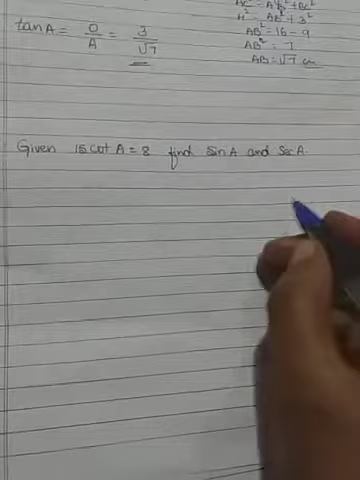 tan A = O/A = 3/√7
AC² = AB² + BC²
4² = AB² + 3²
AB² = 16 - 9
AB² = 7
AB = √7 cm
Given 15 cot A = 8 find sin A and Sec A